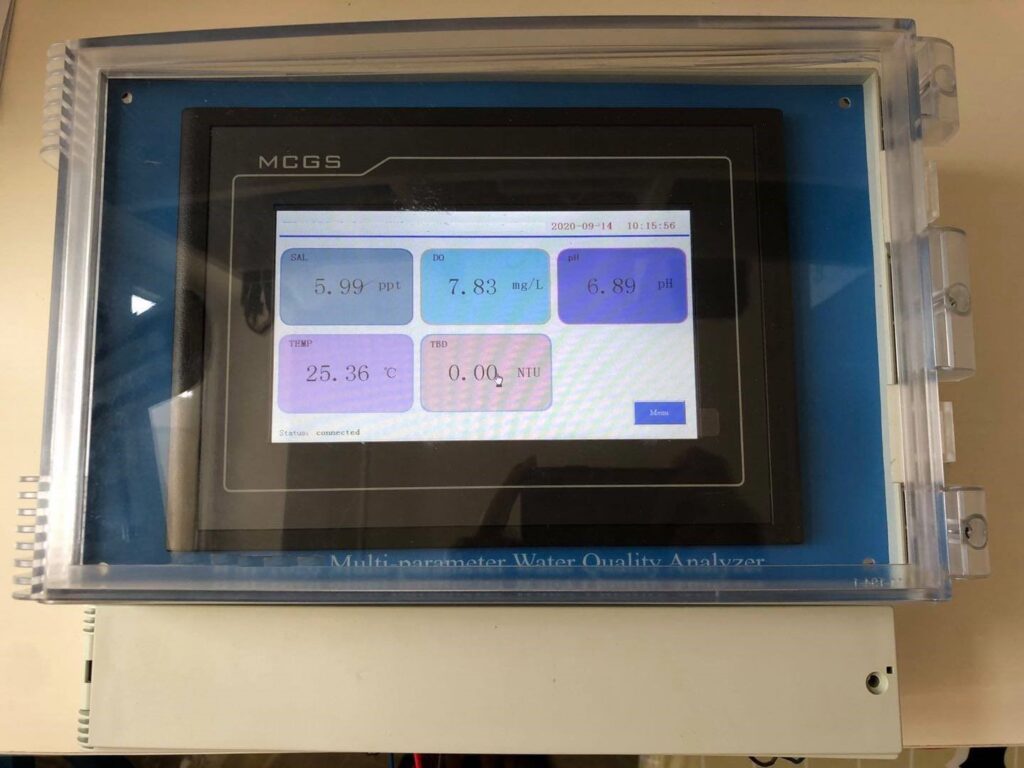 MCGS
2020-09-14 10:15:56
SAL
5.99 ppt
DO
7.83 mg/L
pH
6.89 pH
TEMP
25.36 ℃
TBD
0.00 NTU
Menu
Status: connected
Multi-parameter Water Quality Analyzer